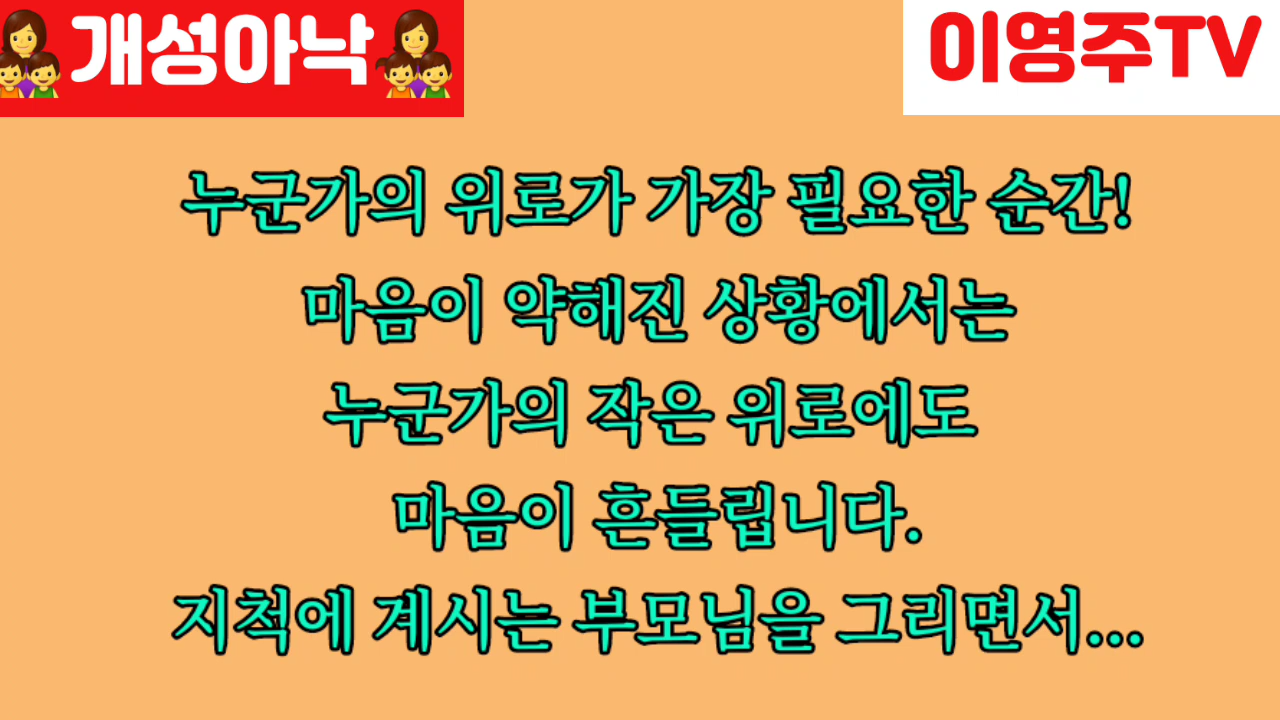 개성아낙
이영주TV
누군가의 위로가 가장 필요한 순간!
마음이 약해진 상황에서는
누군가의 작은 위로에도
마음이 흔들립니다.
지척에 계시는 부모님을 그리면서...